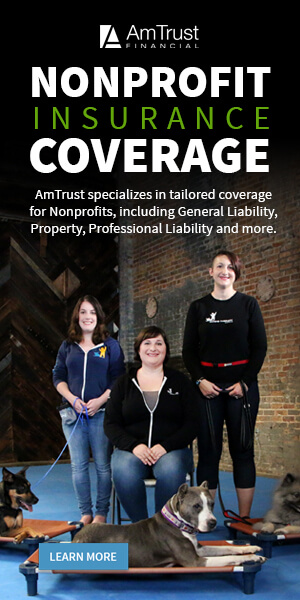 AmTrust
FINANCIAL
NONPROFIT
INSURANCE
COVERAGE
AmTrust specializes in tailored coverage
for Nonprofits, including General Liability,
Property, Professional Liability and more.
LEARN MORE